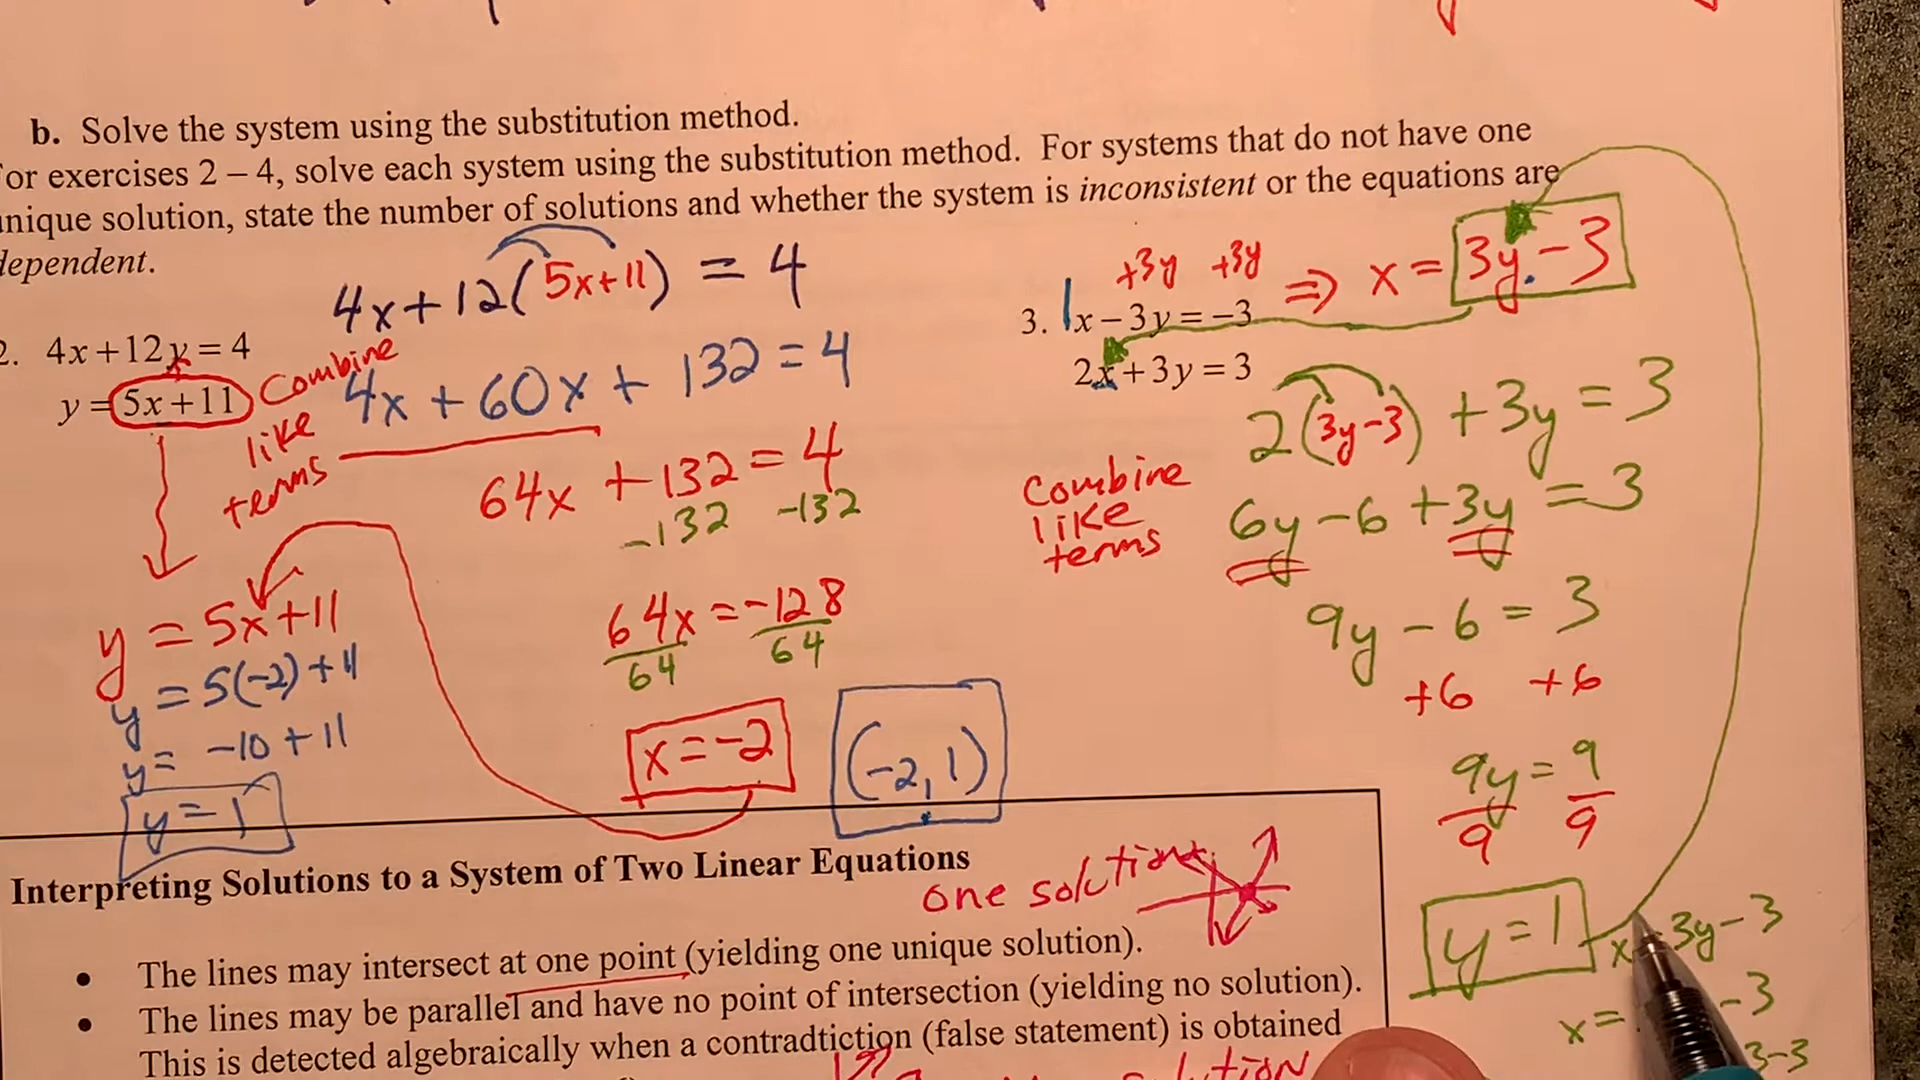 b. Solve the system using the substitution method.
or exercises 2 – 4, solve each system using the substitution method. For systems that do not have one
nique solution, state the number of solutions and whether the system is inconsistent or the equations are
dependent.
2. 4x+12y = 4
y = 5x+11
Combine
like
terms
4x+12(5x+11) = 4
4x + 60x + 132 = 4
64x + 132 = 4
-132 -132
64x = -128
64 64
x = -2
y = 5x+11
y = 5(-2)+11
y = -10+11
y = 1
(-2, 1)
+3y +3y
3. 1x – 3y = –3 ⇒ x = 3y - 3
2x + 3y = 3
2(3y-3) + 3y = 3
Combine
like
terms
6y - 6 + 3y = 3
9y - 6 = 3
+6 +6
9y = 9
9 9
y = 1
3y - 3
x = - 3
3-3
Interpreting Solutions to a System of Two Linear Equations
one solution
• The lines may intersect at one point (yielding one unique solution).
• The lines may be parallel and have no point of intersection (yielding no solution).
This is detected algebraically when a contradtiction (false statement) is obtained